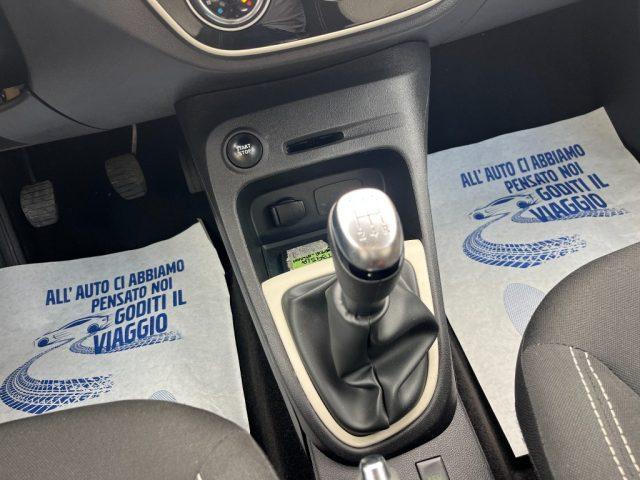 START
STOP
ALL' AUTO CI ABBIAMO
PENSATO NOI
GODITI IL
VIAGGIO
ALL' AUTO CI ABBIAMO
PENSATO NOI
GODITI IL
VIAGGIO